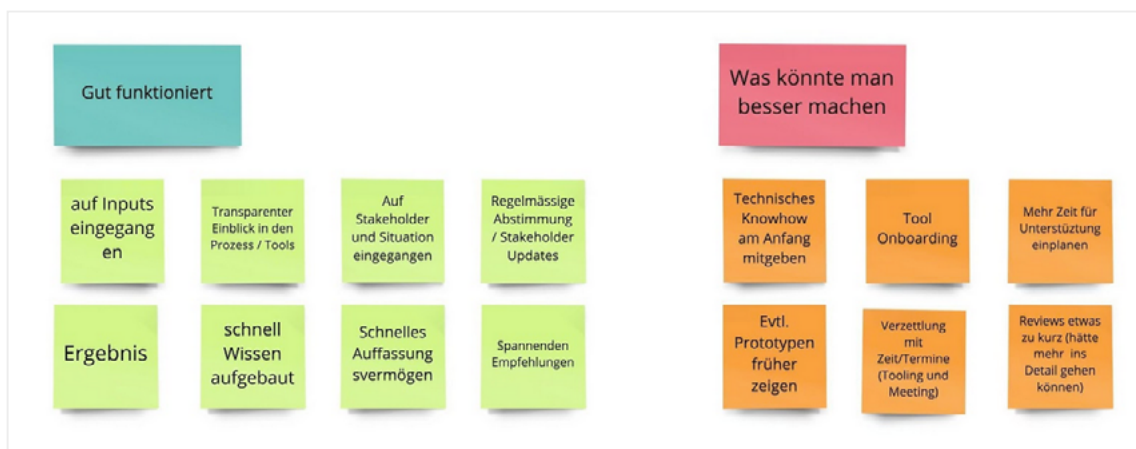 Gut funktioniert
Was könnte man
besser machen
auf Inputs
eingegang
en
Transparenter
Einblick in den
Prozess / Tools
Auf
Stakeholder
und Situation
eingegangen
Regelmässige
Abstimmung
/ Stakeholder
Updates
Technisches
Knowhow
am Anfang
mitgeben
Tool
Onboarding
Mehr Zeit für
Unterstüztung
einplanen
Ergebnis
schnell
Wissen
aufgebaut
Schnelles
Auffassung
svermögen
Spannenden
Empfehlungen
Evtl.
Prototypen
früher
zeigen
Verzettlung
mit
Zeit/Termine
(Tooling und
Meeting)
Reviews etwas
zu kurz (hätte
mehr ins
Detail gehen
können)